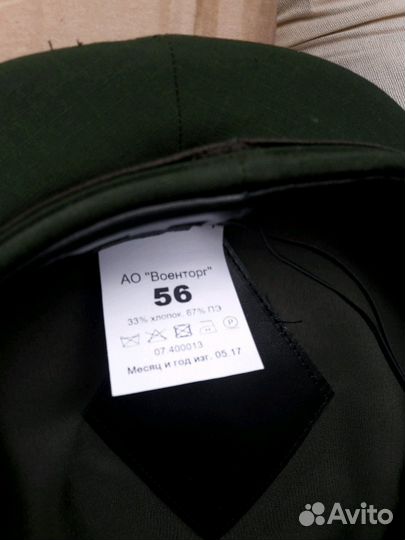 АО "Военторг"
56
33% хлопок, 67% ПЭ
P
07 400013
Месяц и год изг. 05.17
Avito